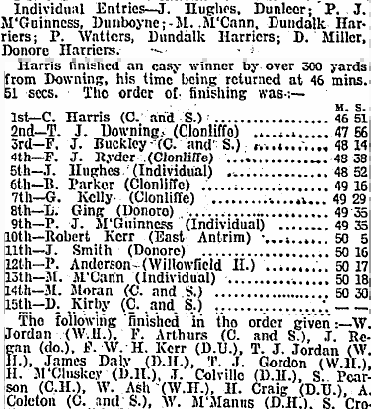 Individual Entries—J. Hughes, Dunleer; P. J.
M'Guinness, Dunboyne; M. M'Cann, Dundalk Har-
riers; P. Watters, Dundalk Harriers; D. Miller,
Donore Harriers.
Harris finished an easy winner by over 300 yards
from Downing, his time being returned at 46 mins.
51 secs. The order of finishing was:—
M. S.
1st—C. Harris (C. and S.) .................. 46 51
2nd—T. J. Downing, (Clonliffe) ............ 47 56
3rd—F. J. Buckley (C. and S.) ............ 48 14
4th—F. J. Ryder (Clonliffe) ............... 48 38
5th—J. Hughes (Individual) ............... 48 52
6th—R. Parker (Clonliffe) ............... 49 16
7th—G. Kelly (Clonliffe) ............... 49 29
8th—L. Ging (Donore) .................. 49 35
9th—P. J. M'Guinness (Individual) ...... 49 35
10th—Robert Kerr (East Antrim) ......... 50 5
11th—J. Smith (Donore) .................. 50 16
12th—P. Anderson (Willowfield H.) ...... 50 17
13th—M. M'Cann (Individual) ............ 50 18
14th—M. Moran (C. and S.) ............... 50 30
15th—D. Kirby (C. and S.) ............... — —
The following finished in the order given:—W.
Jordan (W.H.), F. Arthurs (C. and S.), J. Re-
gan (do.), F. W. H. Kerr (D.U.), T. J. Jordan (W.
H.), James Daly (D.H.), T. J. Gordon (W.H.),
H. M'Cluskey (D.H.), J. Colville (D.H.), S. Pear-
son (C.H.), W. Ash (W.H.), H. Craig (D.U.), A.
Coleton (C. and S.), W. M'Manus (D.H.), S. Cro-